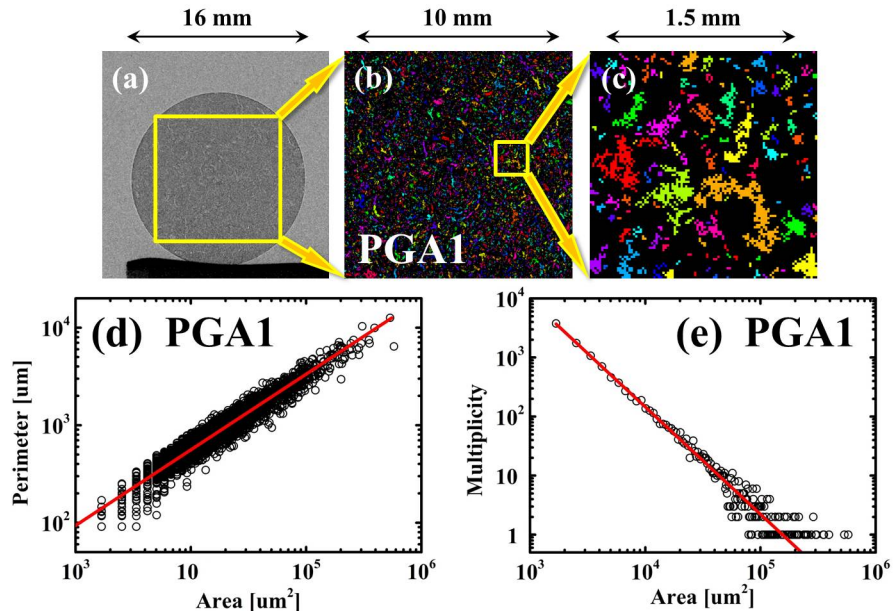 16 mm
10 mm
1.5 mm
(a)
(b)
(c)
PGA1
(d) PGA1
10⁴
10³
10²
Perimeter [um]
10³
10
10⁵
10⁶
Area [um²]
(e) PGA1
10⁴
10³
10²
10
1
Multiplicity
10³
10⁴
10⁵
10⁶
Area [um²]